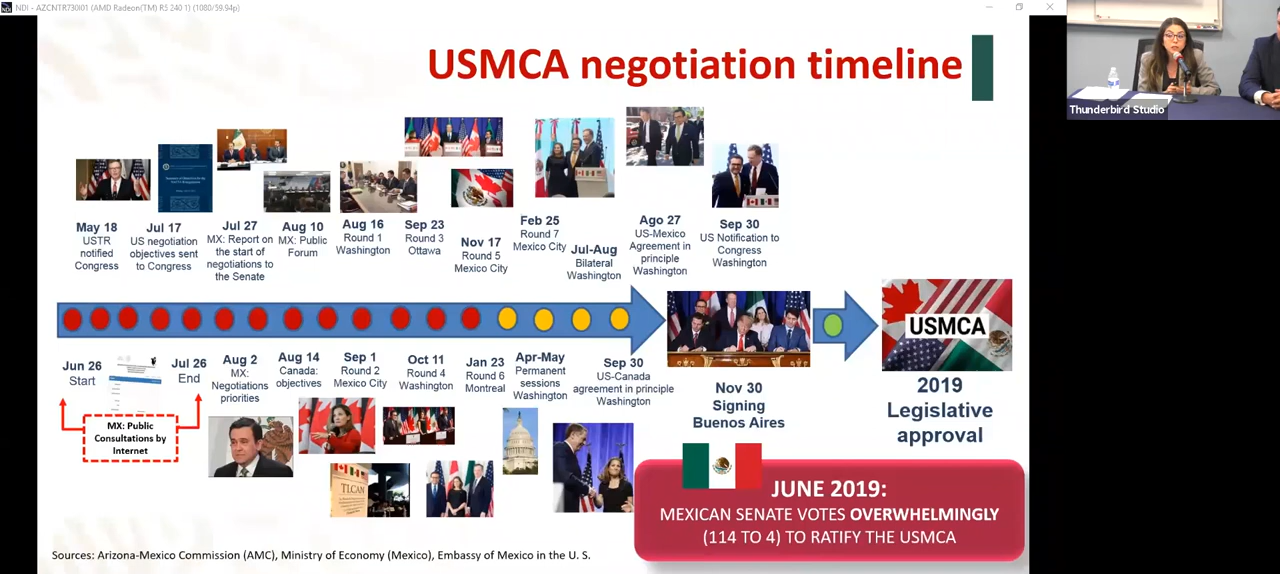 NDI - AZCNTR730I01 (AMD Radeon(TM) R5 240 1) (1080/59.94p)
USMCA negotiation timeline
Thunderbird Studio
May 18
USTR
notified
Congress
Jul 17
US negotiation
objectives sent
to Congress
Jul 27
MX: Report on
the start of
negotiations to
the Senate
Aug 10
MX: Public
Forum
Aug 16
Round 1
Washington
Sep 23
Round 3
Ottawa
Nov 17
Round 5
Mexico City
Feb 25
Round 7
Mexico City
Jul-Aug
Bilateral
Washington
Ago 27
US-Mexico
Agreement in
principle
Washington
Sep 30
US Notification to
Congress
Washington
Jun 26
Start
Jul 26
End
MX: Public
Consultations by
Internet
Aug 2
MX:
Negotiations
priorities
Aug 14
Canada:
objectives
Sep 1
Round 2
Mexico City
Oct 11
Round 4
Washington
Jan 23
Round 6
Montreal
Apr-May
Permanent
sessions
Washington
Sep 30
US-Canada
agreement in principle
Washington
Nov 30
Signing
Buenos Aires
USMCA
2019
Legislative
approval
TLCAN
JUNE 2019:
MEXICAN SENATE VOTES OVERWHELMINGLY
(114 TO 4) TO RATIFY THE USMCA
Sources: Arizona-Mexico Commission (AMC), Ministry of Economy (Mexico), Embassy of Mexico in the U. S.